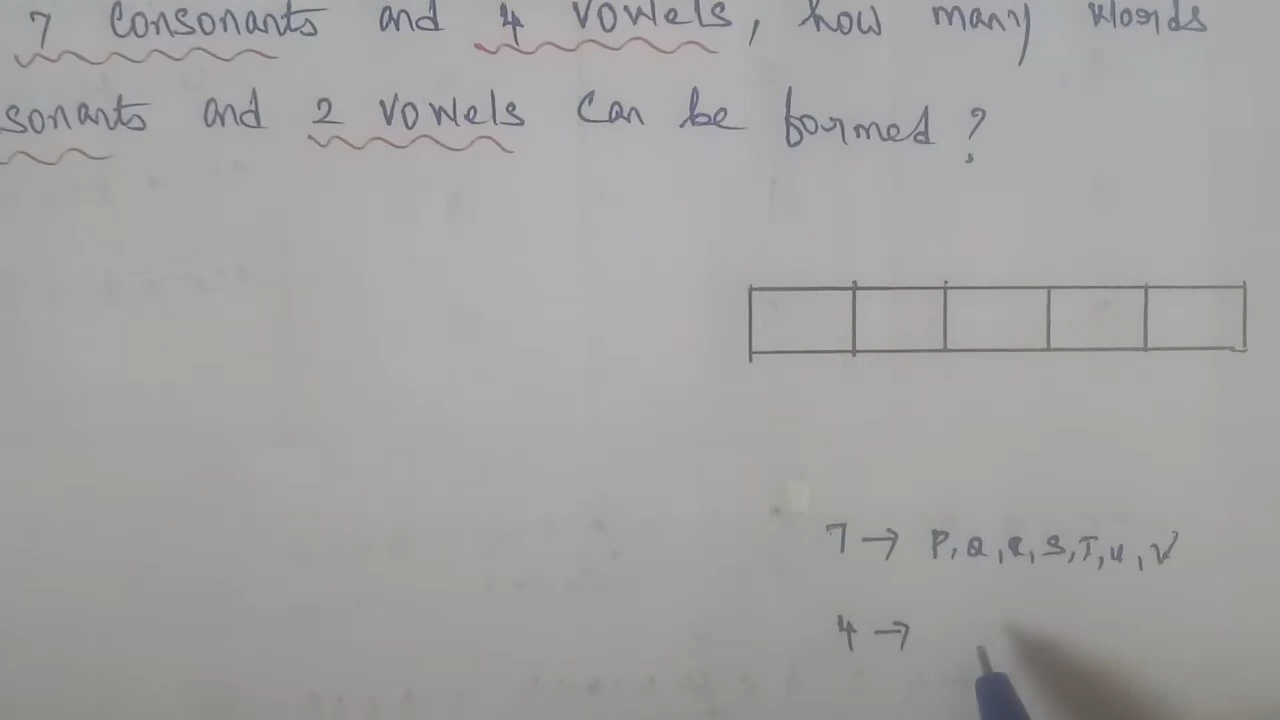 7 consonants and 4 vowels, how many words
sonants and 2 vowels can be formed?
7 → P, Q, R, S, T, U, V
4 →